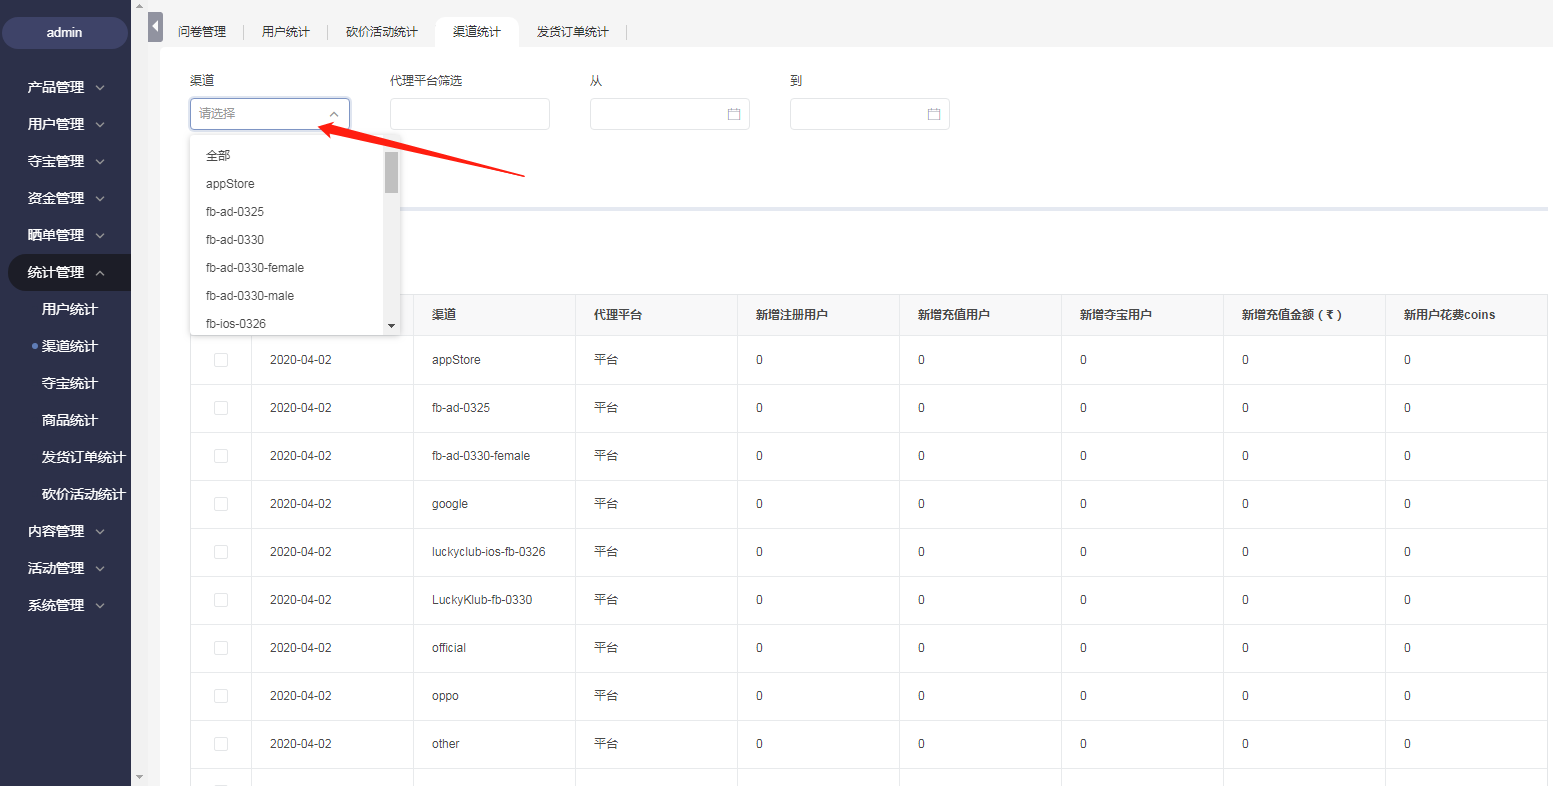 admin
产品管理
用户管理
夺宝管理
资金管理
晒单管理
统计管理
用户统计
渠道统计
夺宝统计
商品统计
发货订单统计
砍价活动统计
内容管理
活动管理
系统管理
问卷管理 用户统计 砍价活动统计 渠道统计 发货订单统计
渠道 代理平台筛选 从 到
请选择
全部
appStore
fb-ad-0325
fb-ad-0330
fb-ad-0330-female
fb-ad-0330-male
fb-ios-0326
渠道 代理平台 新增注册用户 新增充值用户 新增夺宝用户 新增充值金额 ( ₹ ) 新用户花费coins
2020-04-02 appStore 平台 0 0 0 0 0
2020-04-02 fb-ad-0325 平台 0 0 0 0 0
2020-04-02 fb-ad-0330-female 平台 0 0 0 0 0
2020-04-02 google 平台 0 0 0 0 0
2020-04-02 luckyclub-ios-fb-0326 平台 0 0 0 0 0
2020-04-02 LuckyKlub-fb-0330 平台 0 0 0 0 0
2020-04-02 official 平台 0 0 0 0 0
2020-04-02 oppo 平台 0 0 0 0 0
2020-04-02 other 平台 0 0 0 0 0